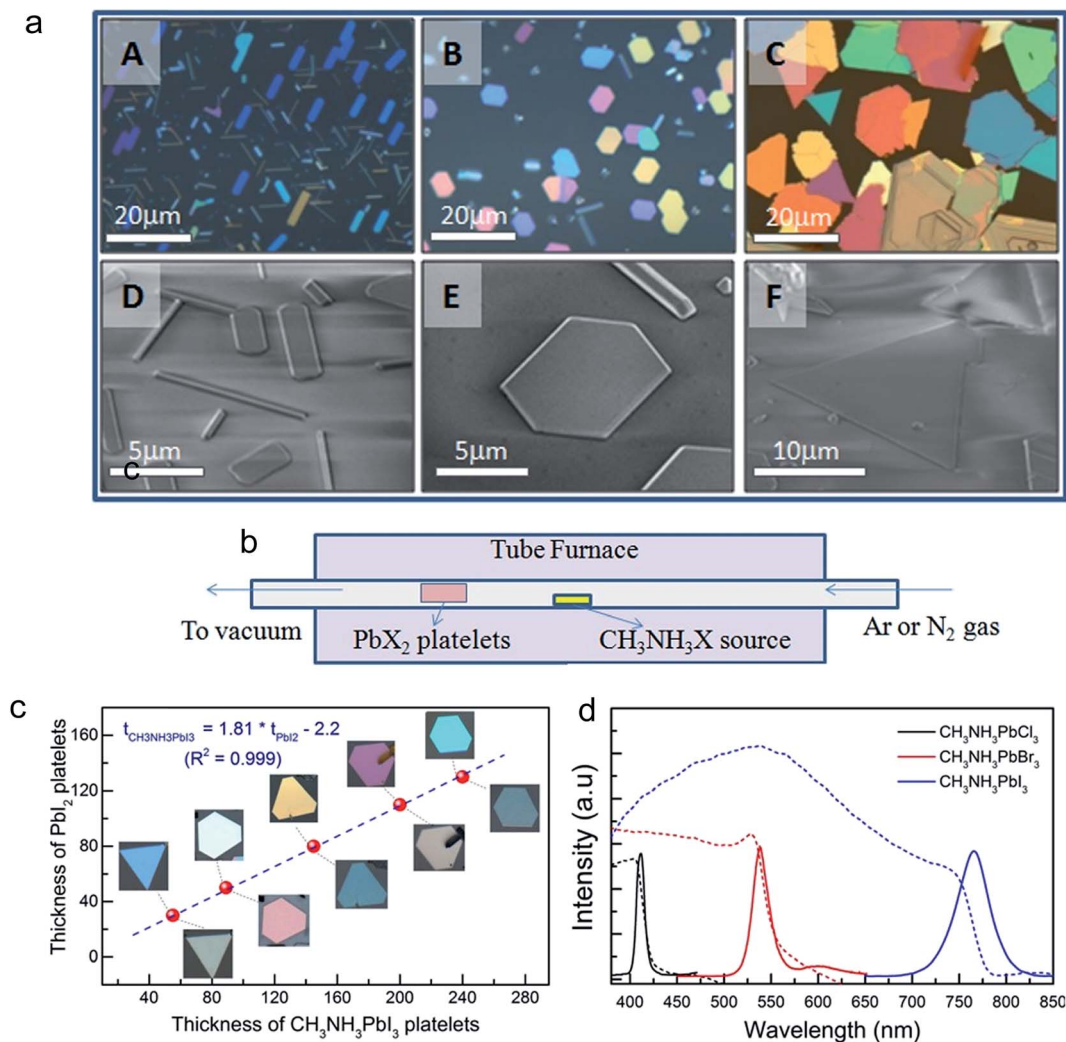 a
A
B
C
20μm
20μm
20μm
D
E
F
5μm
5μm
10μm
c
b
Tube Furnace
To vacuum
PbX₂ platelets
CH₃NH₃X source
Ar or N₂ gas
c
t_CH3NH3PbI3 = 1.81 * t_PbI2 - 2.2
(R² = 0.999)
Thickness of PbI₂ platelets
160
120
80
40
0
40
80
120
160
200
240
280
Thickness of CH₃NH₃PbI₃ platelets
d
CH₃NH₃PbCl₃
CH₃NH₃PbBr₃
CH₃NH₃PbI₃
Intensity (a.u)
400
450
500
550
600
650
700
750
800
850
Wavelength (nm)